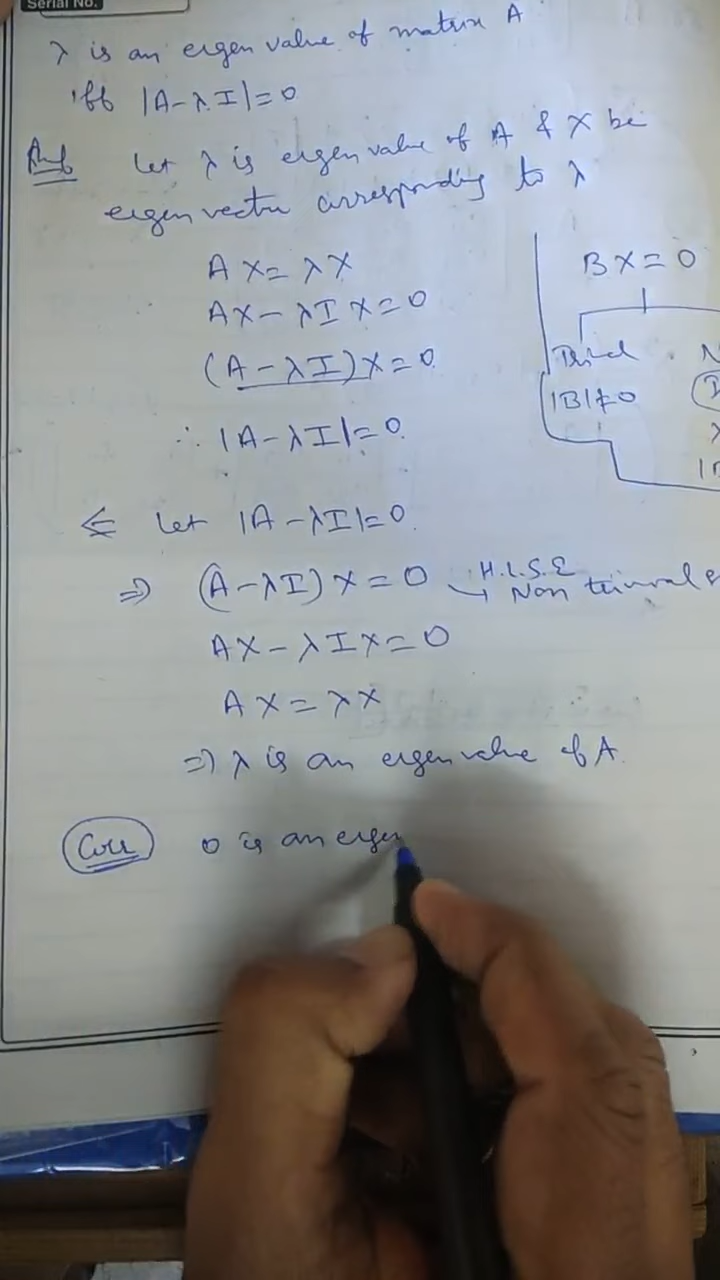 Serial No.
λ is an eigen value of matrix A
iff |A-λI|=0
Let λ is eigen value of A & X be
eigen vector corresponding to λ
AX=λX
AX-λIX=0
(A-λI)X=0
∴ |A-λI|=0
BX=0
|B|≠0
⇐ Let |A-λI|=0
⇒ (A-λI)X=0 → H.L.S.E
Non trivial
AX-λIX=0
AX=λX
⇒ λ is an eigen value of A.
0 is an eigen